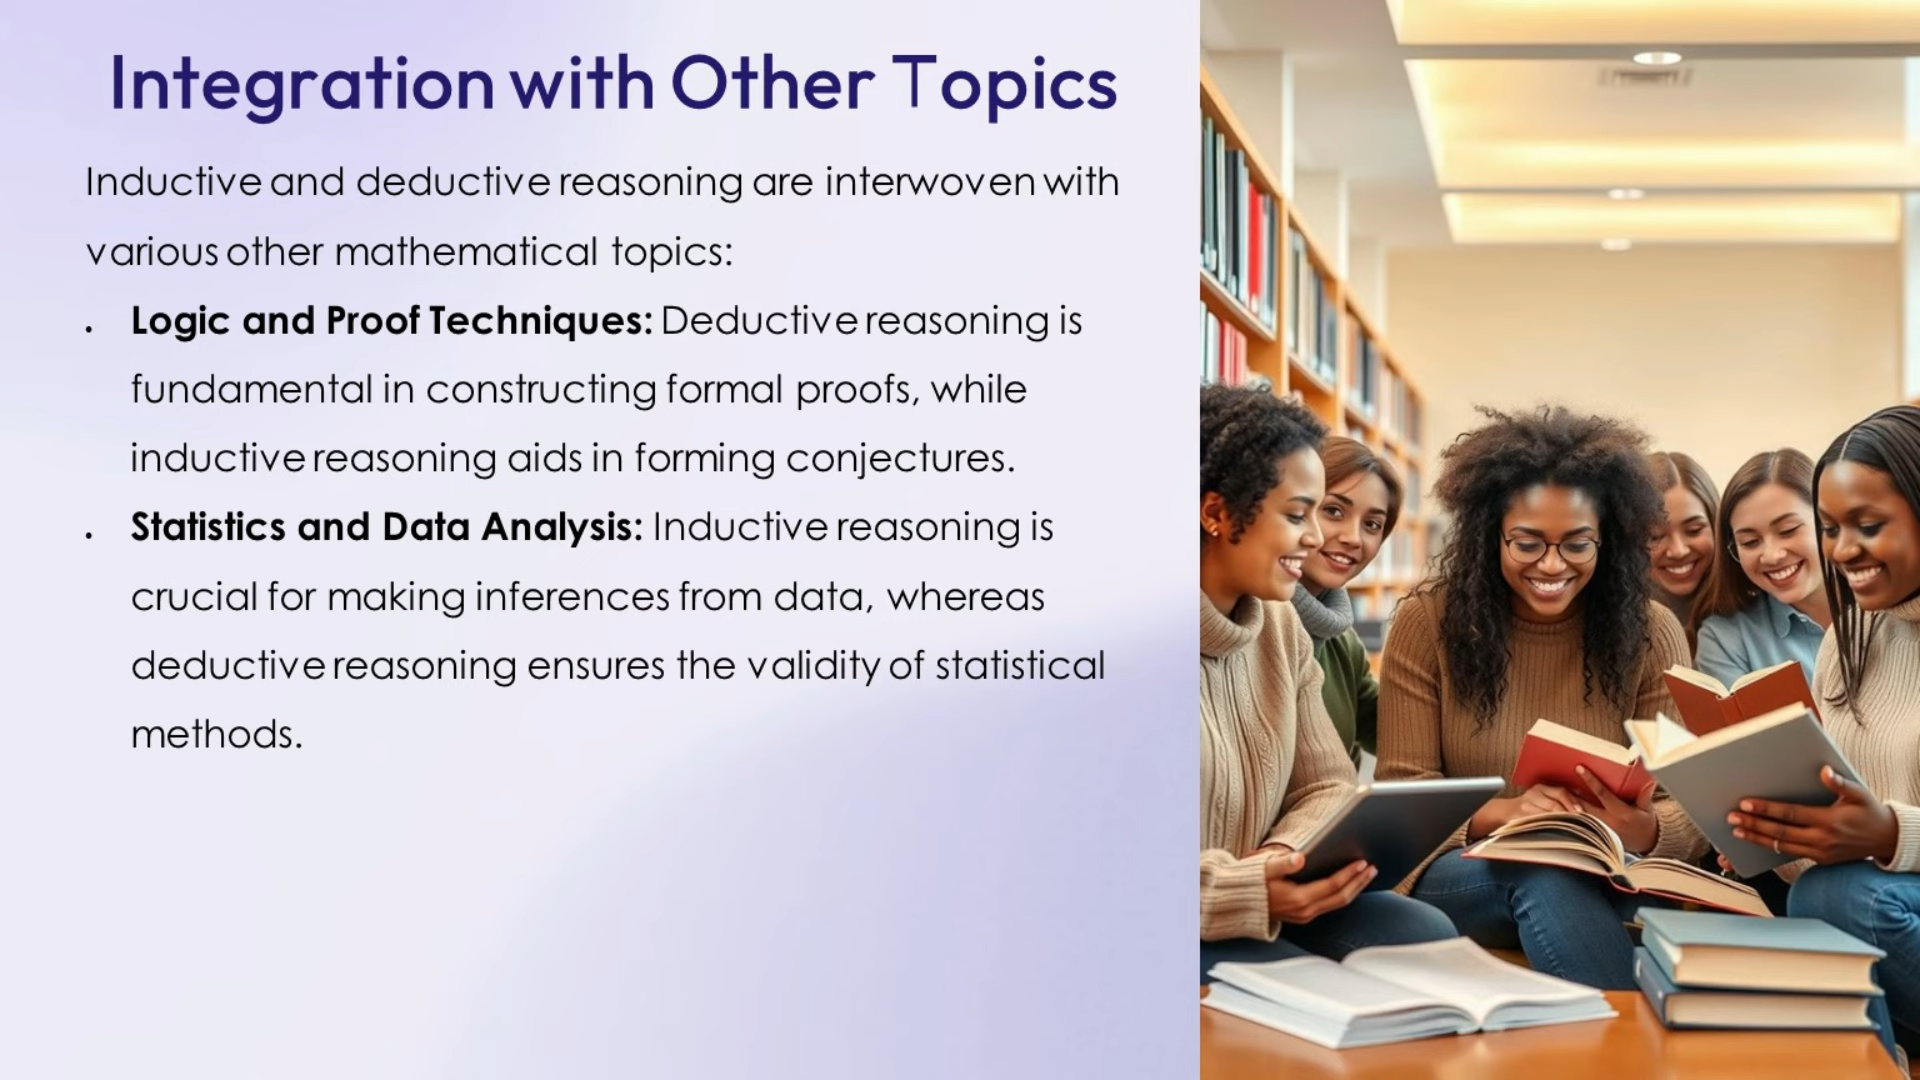 Integration with Other Topics
Inductive and deductive reasoning are interwoven with
various other mathematical topics:
• Logic and Proof Techniques: Deductive reasoning is
fundamental in constructing formal proofs, while
inductive reasoning aids in forming conjectures.
• Statistics and Data Analysis: Inductive reasoning is
crucial for making inferences from data, whereas
deductive reasoning ensures the validity of statistical
methods.